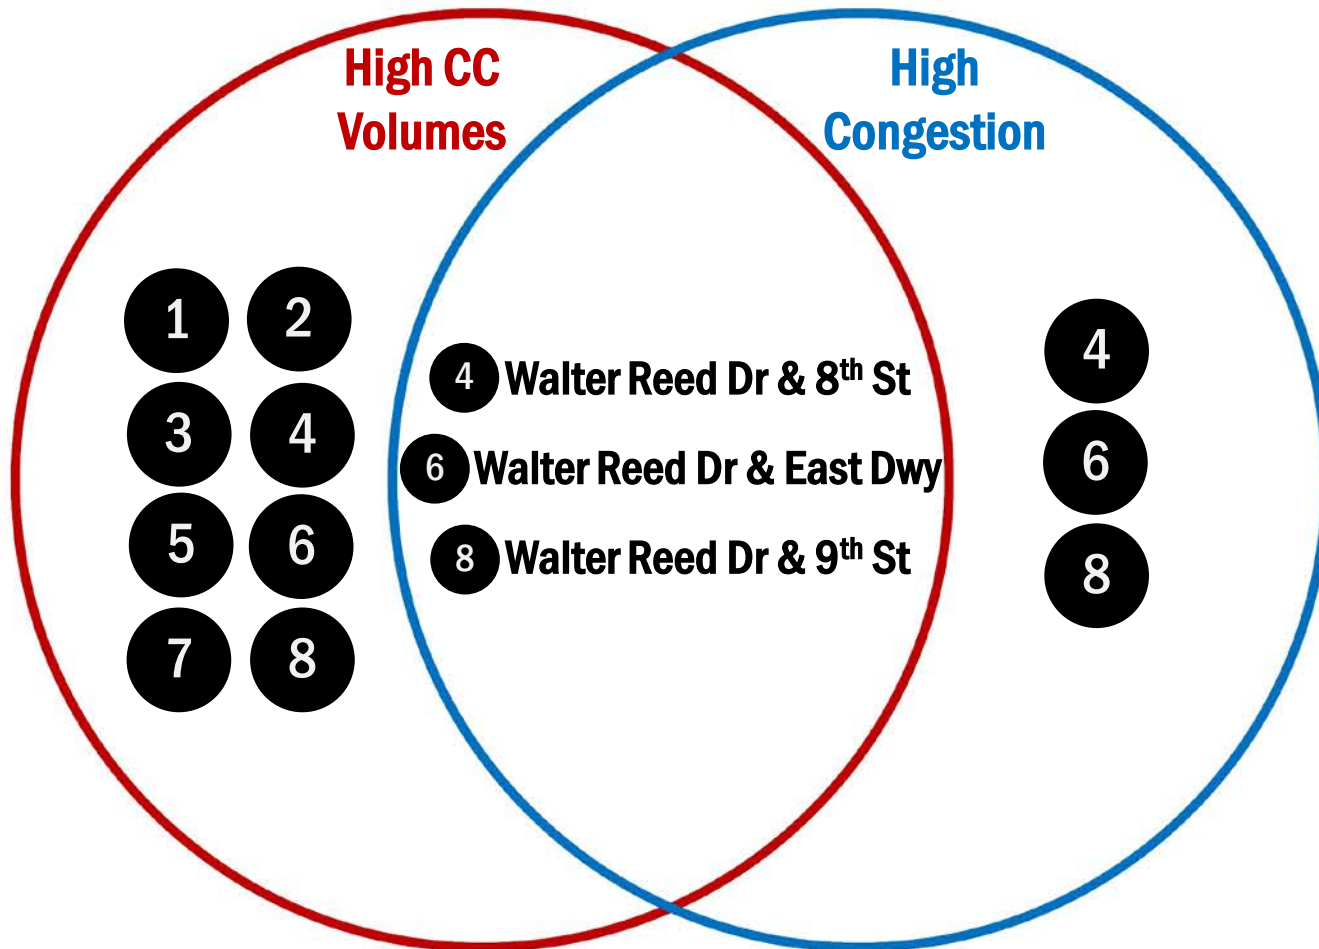 High CC
Volumes
High
Congestion
1 2
3 4
5 6
7 8
4 Walter Reed Dr & 8th St
6 Walter Reed Dr & East Dwy
8 Walter Reed Dr & 9th St
4
6
8